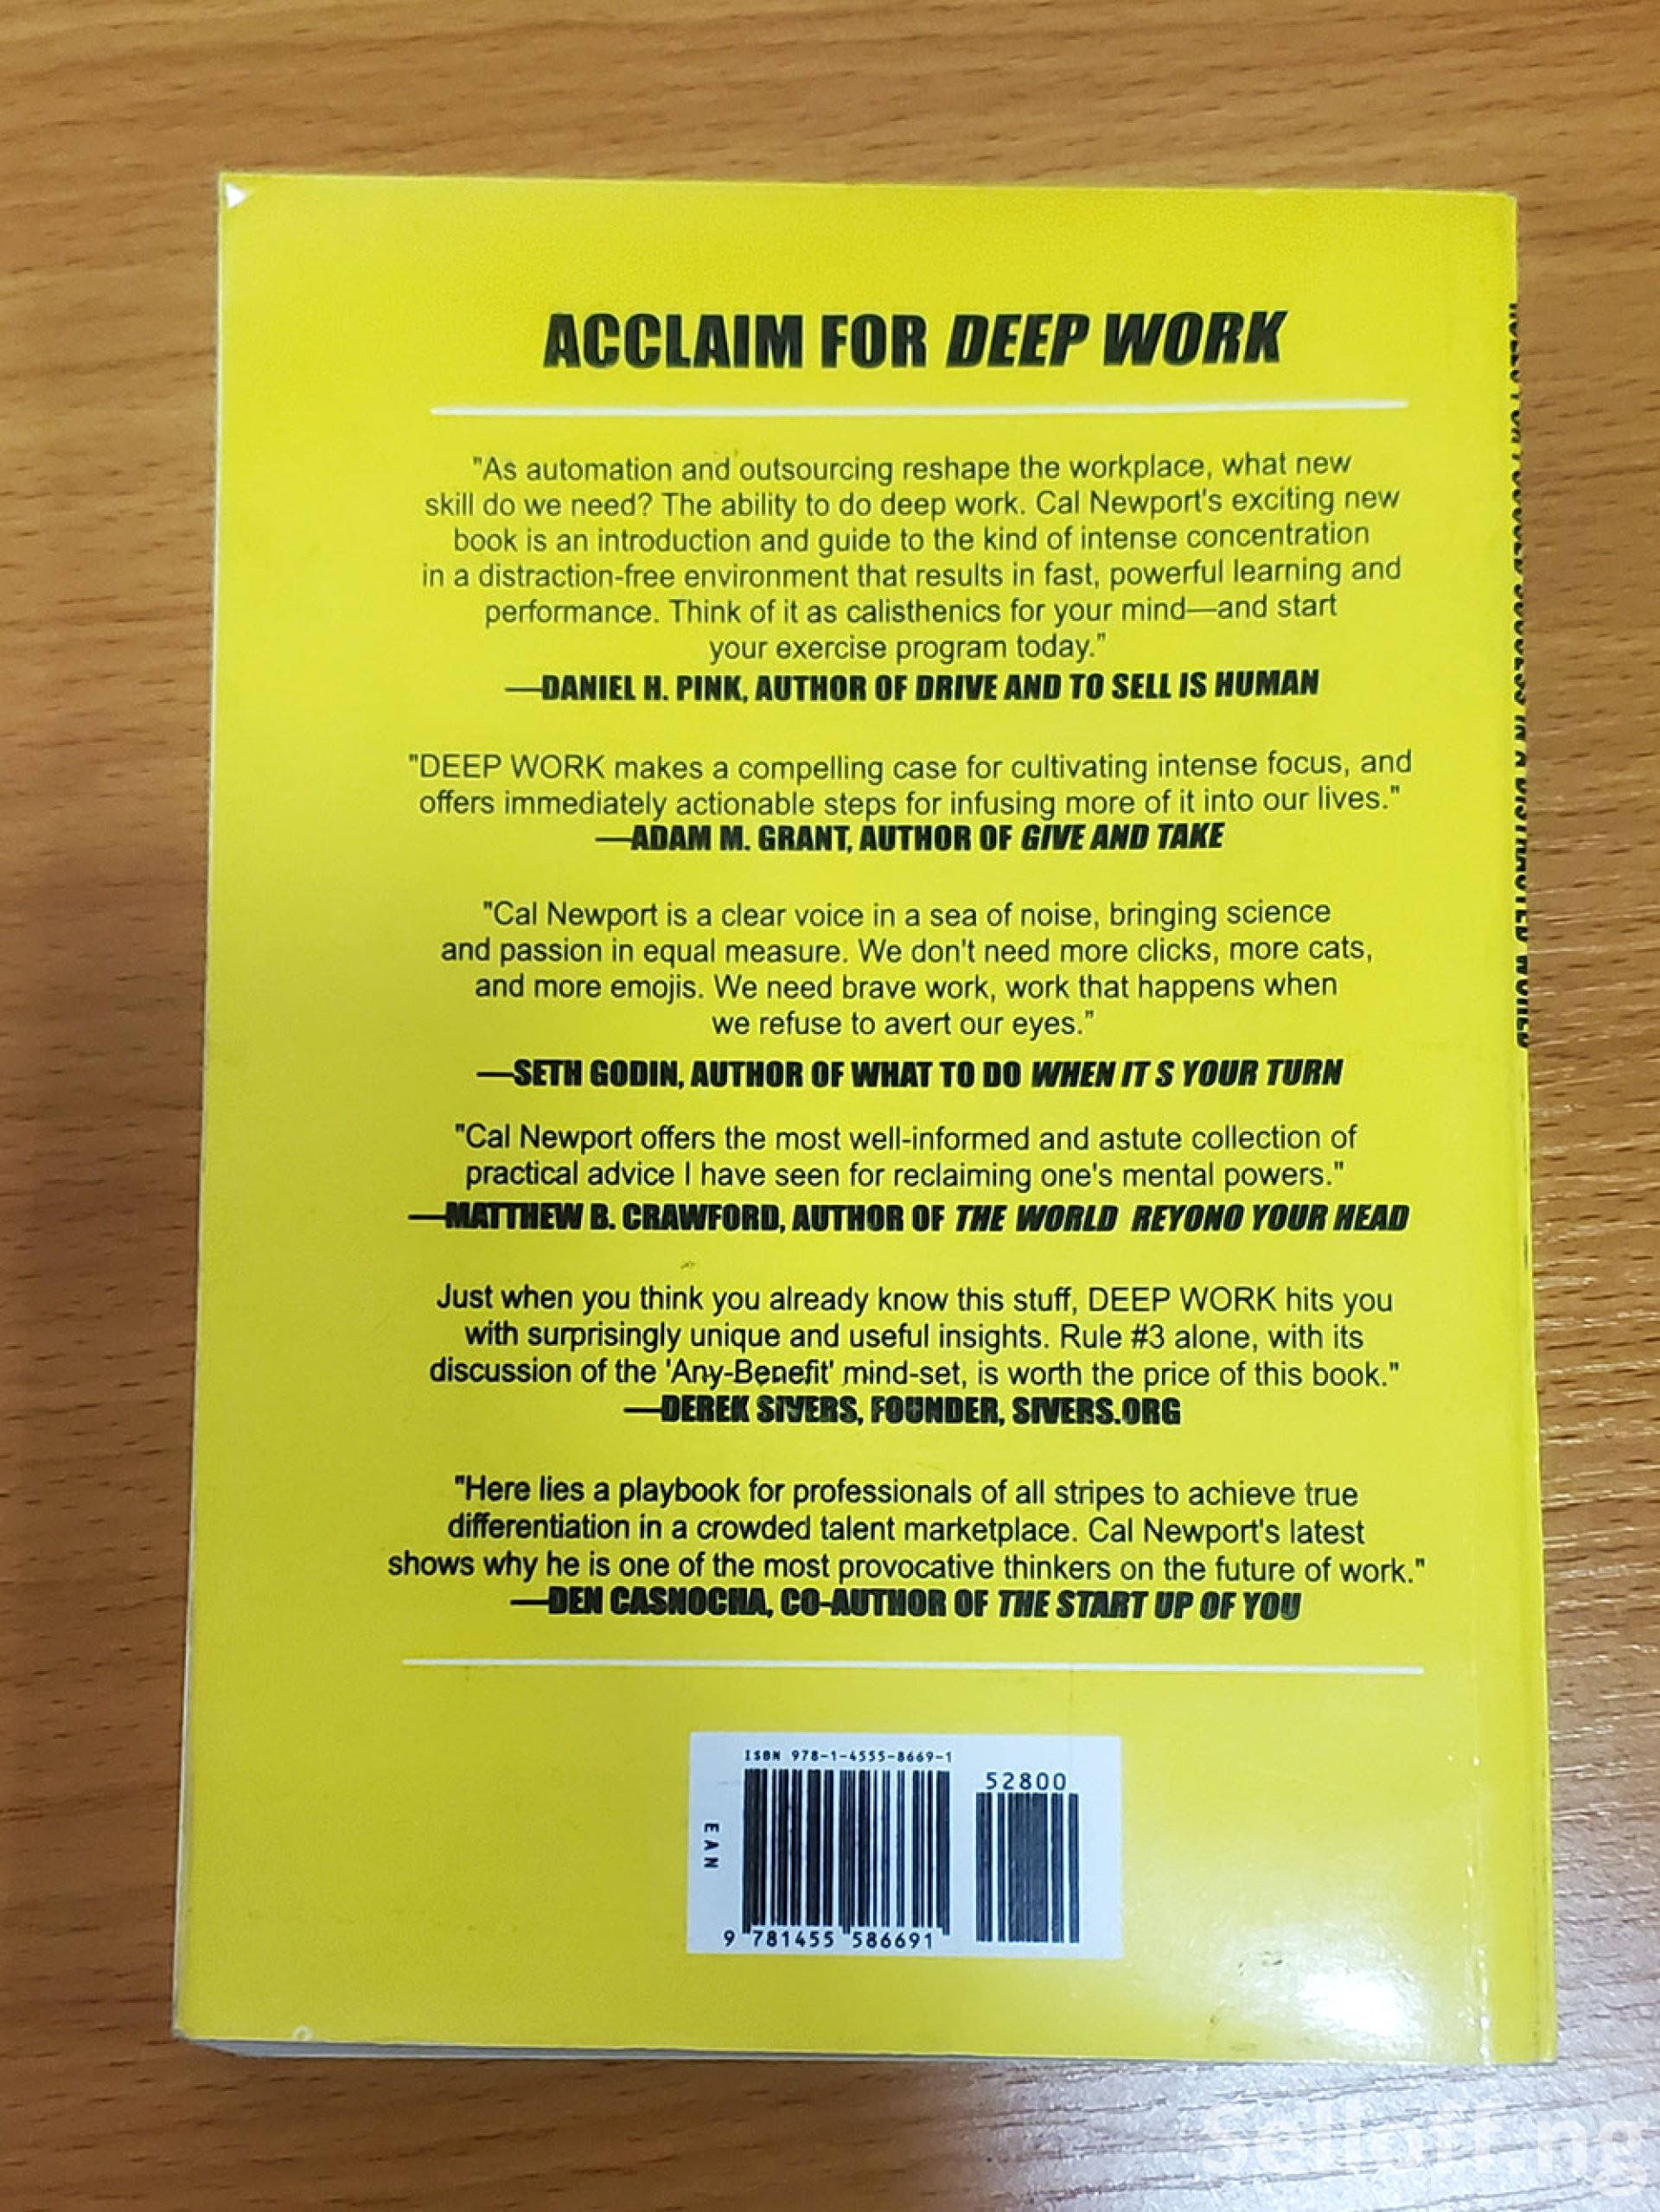 ACCLAIM FOR DEEP WORK
"As automation and outsourcing reshape the workplace, what new
skill do we need? The ability to do deep work. Cal Newport's exciting new
book is an introduction and guide to the kind of intense concentration
in a distraction-free environment that results in fast, powerful learning and
performance. Think of it as calisthenics for your mind—and start
your exercise program today."
—DANIEL H. PINK, AUTHOR OF DRIVE AND TO SELL IS HUMAN
"DEEP WORK makes a compelling case for cultivating intense focus, and
offers immediately actionable steps for infusing more of it into our lives."
—ADAM M. GRANT, AUTHOR OF GIVE AND TAKE
"Cal Newport is a clear voice in a sea of noise, bringing science
and passion in equal measure. We don't need more clicks, more cats,
and more emojis. We need brave work, work that happens when
we refuse to avert our eyes."
—SETH GODIN, AUTHOR OF WHAT TO DO WHEN IT S YOUR TURN
"Cal Newport offers the most well-informed and astute collection of
practical advice I have seen for reclaiming one's mental powers."
—MATTHEW B. CRAWFORD, AUTHOR OF THE WORLD REYONO YOUR HEAD
Just when you think you already know this stuff, DEEP WORK hits you
with surprisingly unique and useful insights. Rule #3 alone, with its
discussion of the 'Any-Benefit' mind-set, is worth the price of this book."
—DEREK SIVERS, FOUNDER, SIVERS.ORG
"Here lies a playbook for professionals of all stripes to achieve true
differentiation in a crowded talent marketplace. Cal Newport's latest
shows why he is one of the most provocative thinkers on the future of work."
—DEN CASNOCHA, CO-AUTHOR OF THE START UP OF YOU
ISBN 978-1-4555-8669-1
52800
EAN
9 781455 586691
RULES FOR FOCUSED SUCCESS IN A DISTRACTED WORLD